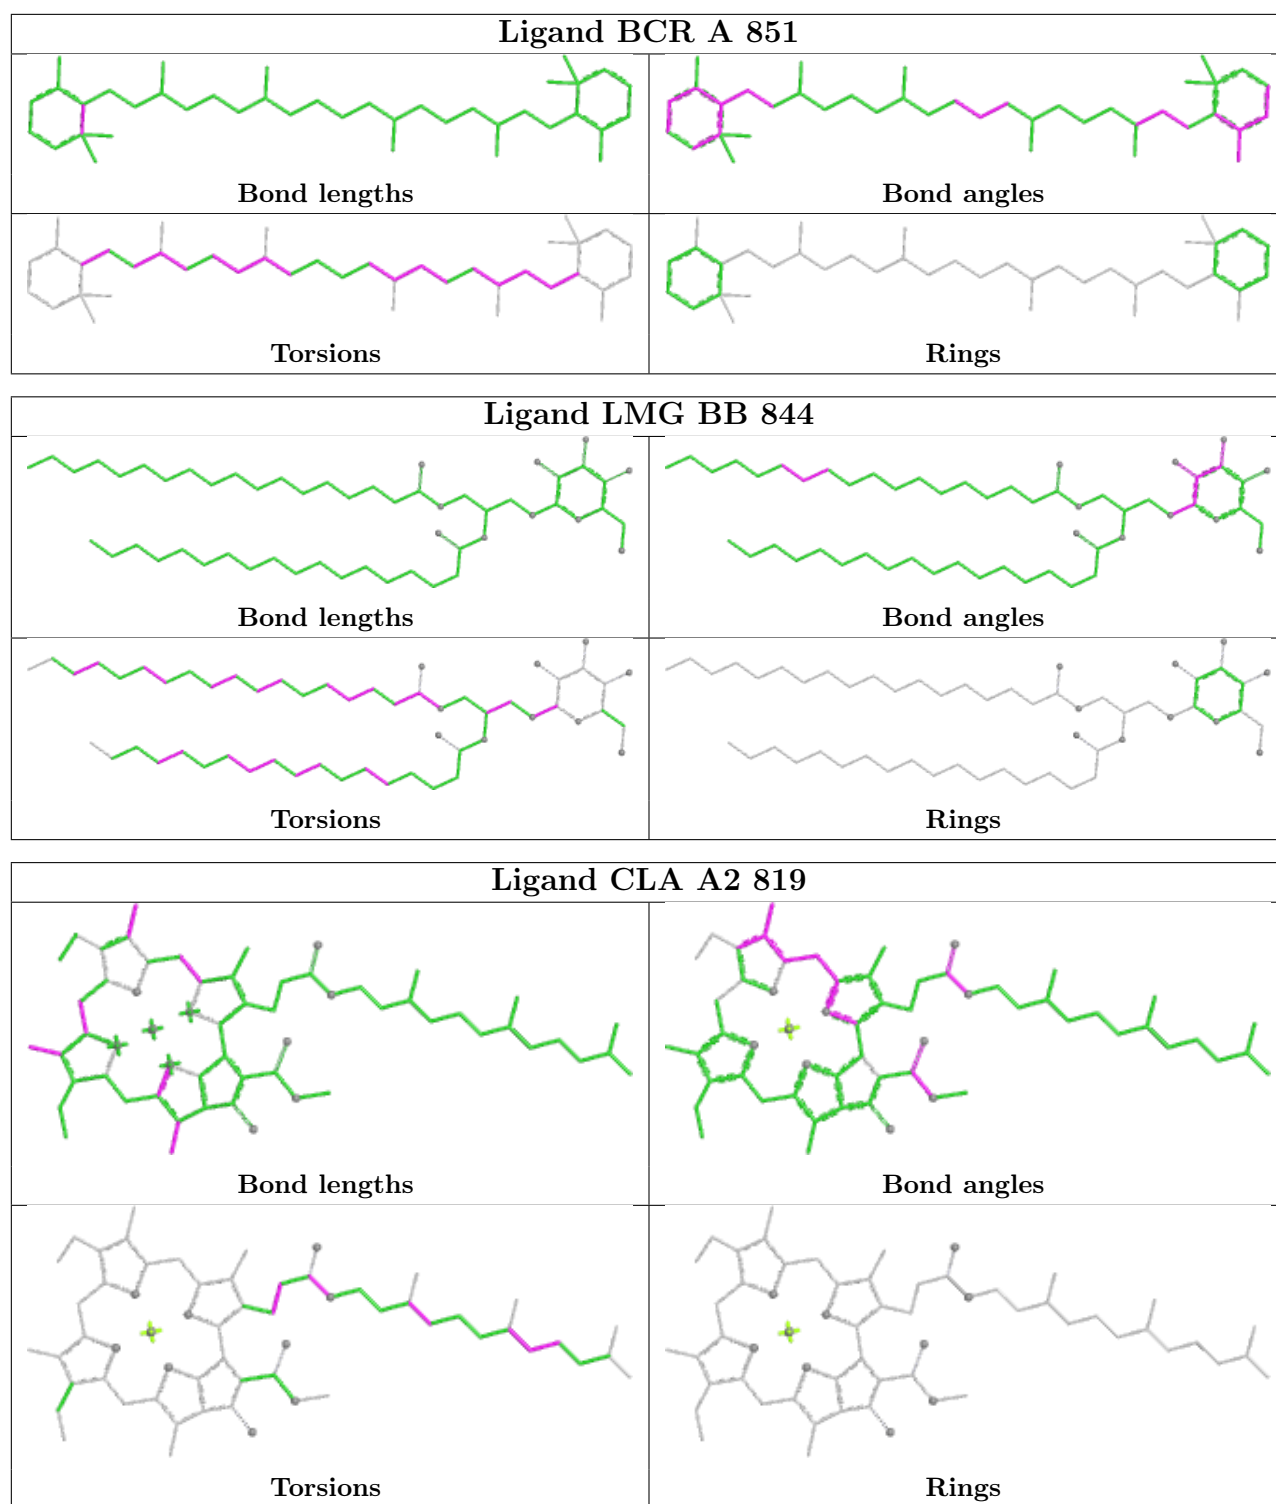 Ligand BCR A 851
Bond lengths
Bond angles
Torsions
Rings
Ligand LMG BB 844
Bond lengths
Bond angles
Torsions
Rings
Ligand CLA A2 819
Bond lengths
Bond angles
Torsions
Rings